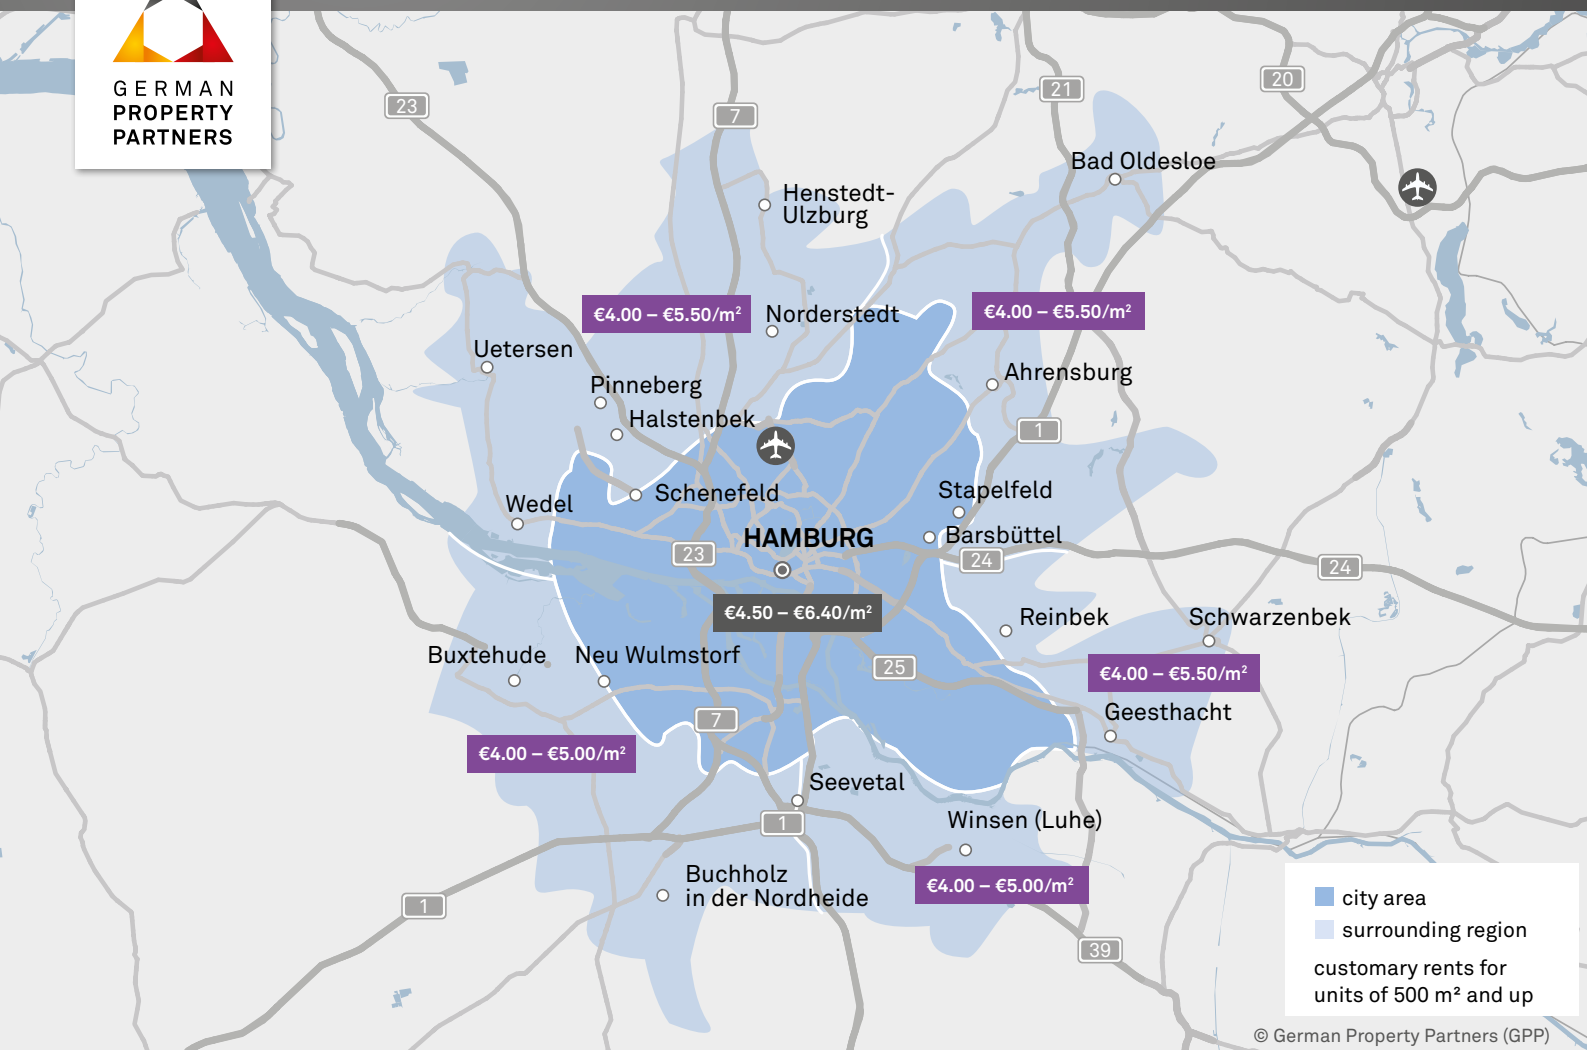 GERMAN
PROPERTY
PARTNERS
23
7
21
20
Bad Oldesloe
Henstedt-
Ulzburg
€4.00 – €5.50/m²
Norderstedt
€4.00 – €5.50/m²
Uetersen
Pinneberg
Ahrensburg
Halstenbek
1
Schenefeld
Stapelfeld
Wedel
HAMBURG
Barsbüttel
23
24
24
€4.50 – €6.40/m²
Reinbek
Schwarzenbek
Buxtehude
Neu Wulmstorf
25
€4.00 – €5.50/m²
7
Geesthacht
€4.00 – €5.00/m²
Seevetal
1
Winsen (Luhe)
Buchholz
in der Nordheide
€4.00 – €5.00/m²
1
39
city area
surrounding region
customary rents for
units of 500 m² and up
© German Property Partners (GPP)